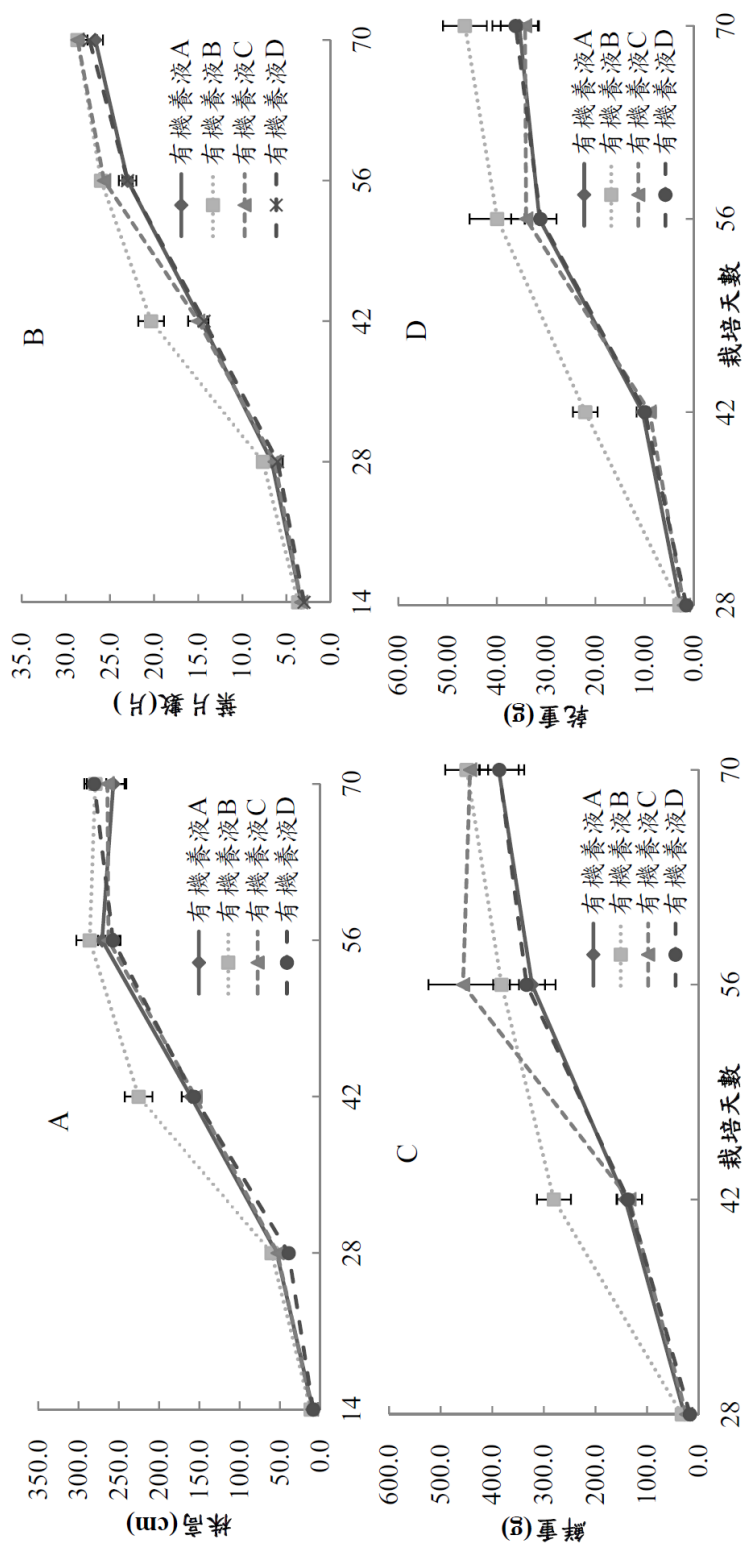 A
350.0
300.0
250.0
200.0
150.0
100.0
50.0
0.0
株高(cm)
14
28
42
56
70
有機養液A
有機養液B
有機養液C
有機養液D
B
35.0
30.0
25.0
20.0
15.0
10.0
5.0
0.0
葉片數(片)
14
28
42
56
70
有機養液A
有機養液B
有機養液C
有機養液D
C
600.0
500.0
400.0
300.0
200.0
100.0
0.0
鮮重(g)
28
42
56
70
栽培天數
有機養液A
有機養液B
有機養液C
有機養液D
D
60.00
50.00
40.00
30.00
20.00
10.00
0.00
乾重(g)
28
42
56
70
栽培天數
有機養液A
有機養液B
有機養液C
有機養液D